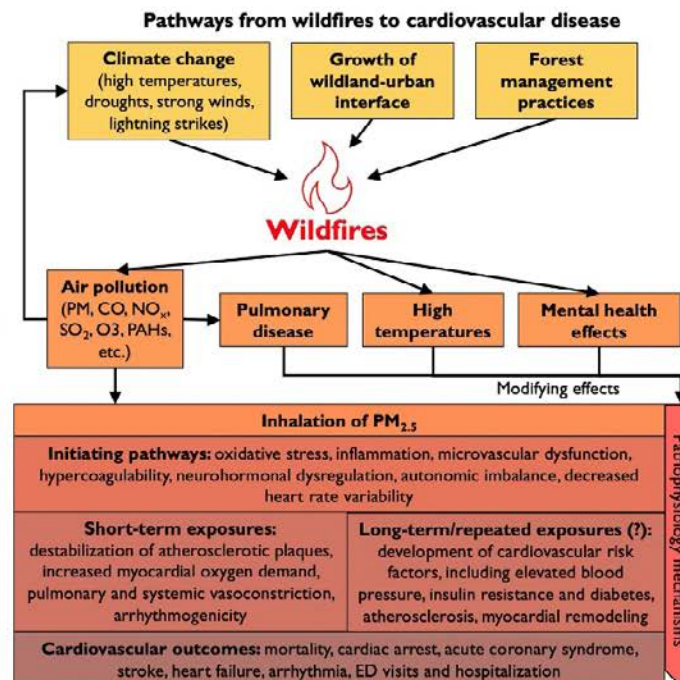 Pathways from wildfires to cardiovascular disease
Climate change
(high temperatures,
droughts, strong winds,
lightning strikes)
Growth of
wildland-urban
interface
Forest
management
practices
Wildfires
Air pollution
(PM, CO, NOₓ,
SO₂, O3, PAHs,
etc.)
Pulmonary
disease
High
temperatures
Mental health
effects
Modifying effects
Inhalation of PM₂.₅
Initiating pathways: oxidative stress, inflammation, microvascular dysfunction,
hypercoagulability, neurohormonal dysregulation, autonomic imbalance, decreased
heart rate variability
Short-term exposures:
destabilization of atherosclerotic plaques,
increased myocardial oxygen demand,
pulmonary and systemic vasoconstriction,
arrhythmogenicity
Long-term/repeated exposures (?):
development of cardiovascular risk
factors, including elevated blood
pressure, insulin resistance and diabetes,
atherosclerosis, myocardial remodeling
Cardiovascular outcomes: mortality, cardiac arrest, acute coronary syndrome,
stroke, heart failure, arrhythmia, ED visits and hospitalization
Pathophysiology mechanisms